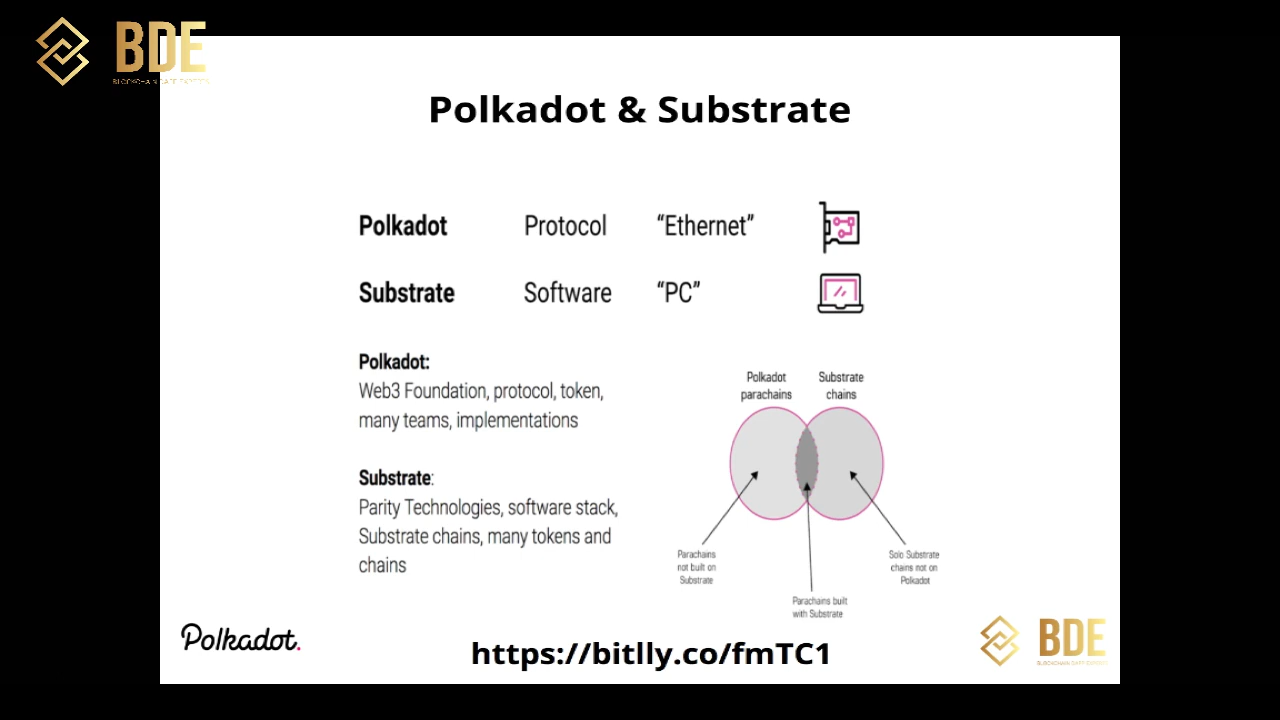 BDE
Polkadot & Substrate
Polkadot Protocol “Ethernet”
Substrate Software “PC”
Polkadot:
Web3 Foundation, protocol, token,
many teams, implementations
Substrate:
Parity Technologies, software stack,
Substrate chains, many tokens and
chains
Polkadot
parachains
Substrate
chains
Parachains
not built on
Substrate
Solo Substrate
chains not on
Polkadot
Parachains built
with Substrate
Polkadot.
https://bitlly.co/fmTC1
BDE